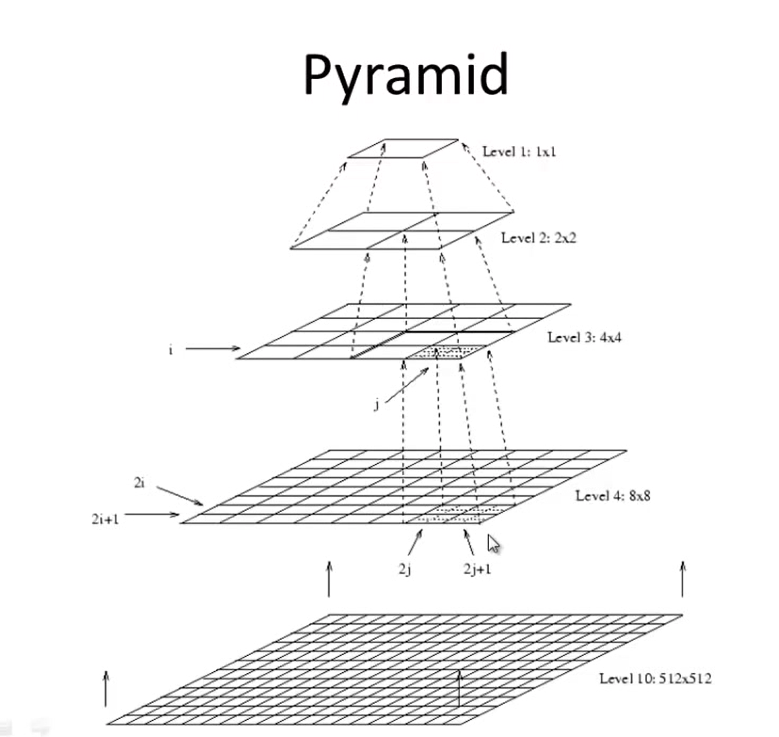 Pyramid
Level 1: 1x1
Level 2: 2x2
Level 3: 4x4
i
j
2i
Level 4: 8x8
2i+1
2j
2j+1
Level 10: 512x512